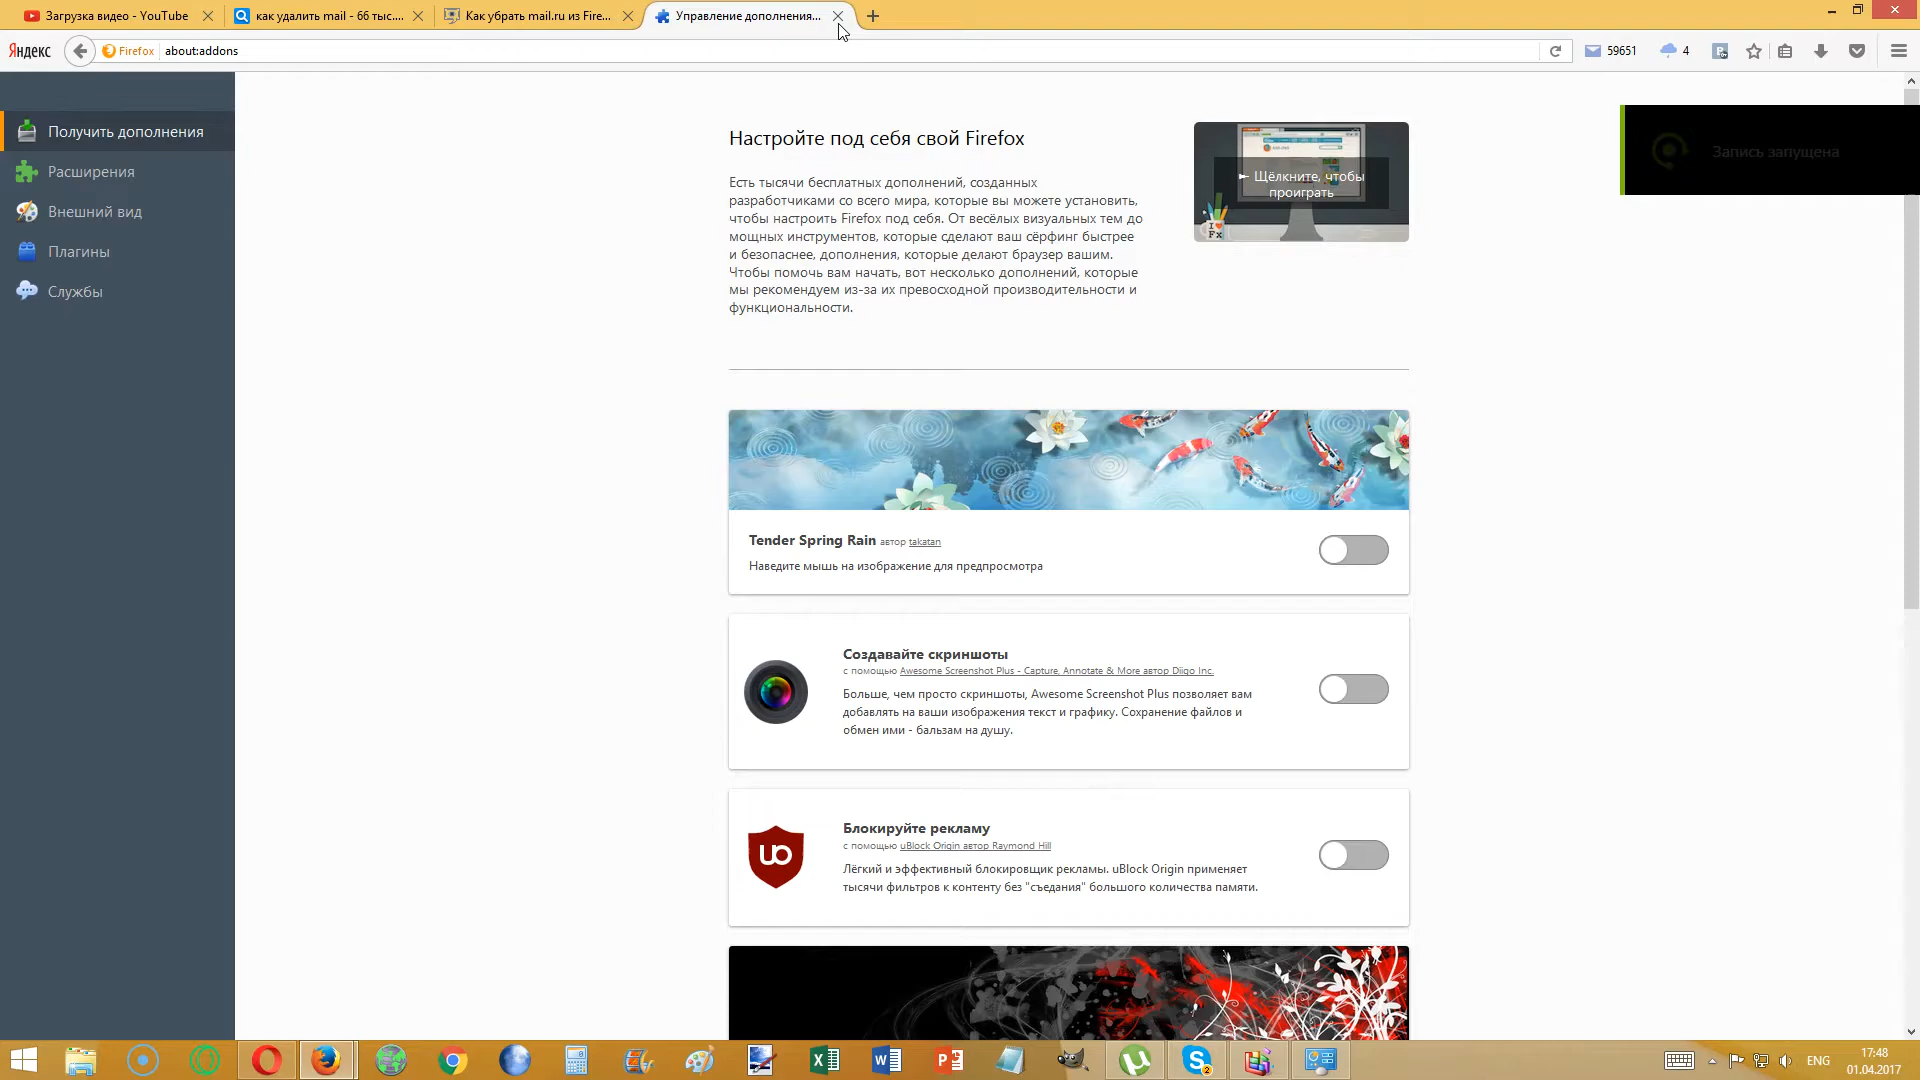 Загрузка видео - YouTube
как удалить mail - 66 тыс....
Как убрать mail.ru из Fire...
Управление дополнения...
Яндекс
Firefox
about:addons
59651
4
Получить дополнения
Расширения
Внешний вид
Плагины
Службы
Настройте под себя свой Firefox
Есть тысячи бесплатных дополнений, созданных
разработчиками со всего мира, которые вы можете установить,
чтобы настроить Firefox под себя. От весёлых визуальных тем до
мощных инструментов, которые сделают ваш сёрфинг быстрее
и безопаснее, дополнения, которые делают браузер вашим.
Чтобы помочь вам начать, вот несколько дополнений, которые
мы рекомендуем из-за их превосходной производительности и
функциональности.
► Щёлкните, чтобы
проиграть
I
Fx
Запись запущена
Tender Spring Rain автор takatan
Наведите мышь на изображение для предпросмотра
Создавайте скриншоты
с помощью Awesome Screenshot Plus - Capture, Annotate & More автор Diigo Inc.
Больше, чем просто скриншоты, Awesome Screenshot Plus позволяет вам
добавлять на ваши изображения текст и графику. Сохранение файлов и
обмен ими - бальзам на душу.
Блокируйте рекламу
с помощью uBlock Origin автор Raymond Hill
Лёгкий и эффективный блокировщик рекламы. uBlock Origin применяет
тысячи фильтров к контенту без "съедания" большого количества памяти.
ENG
17:48
01.04.2017